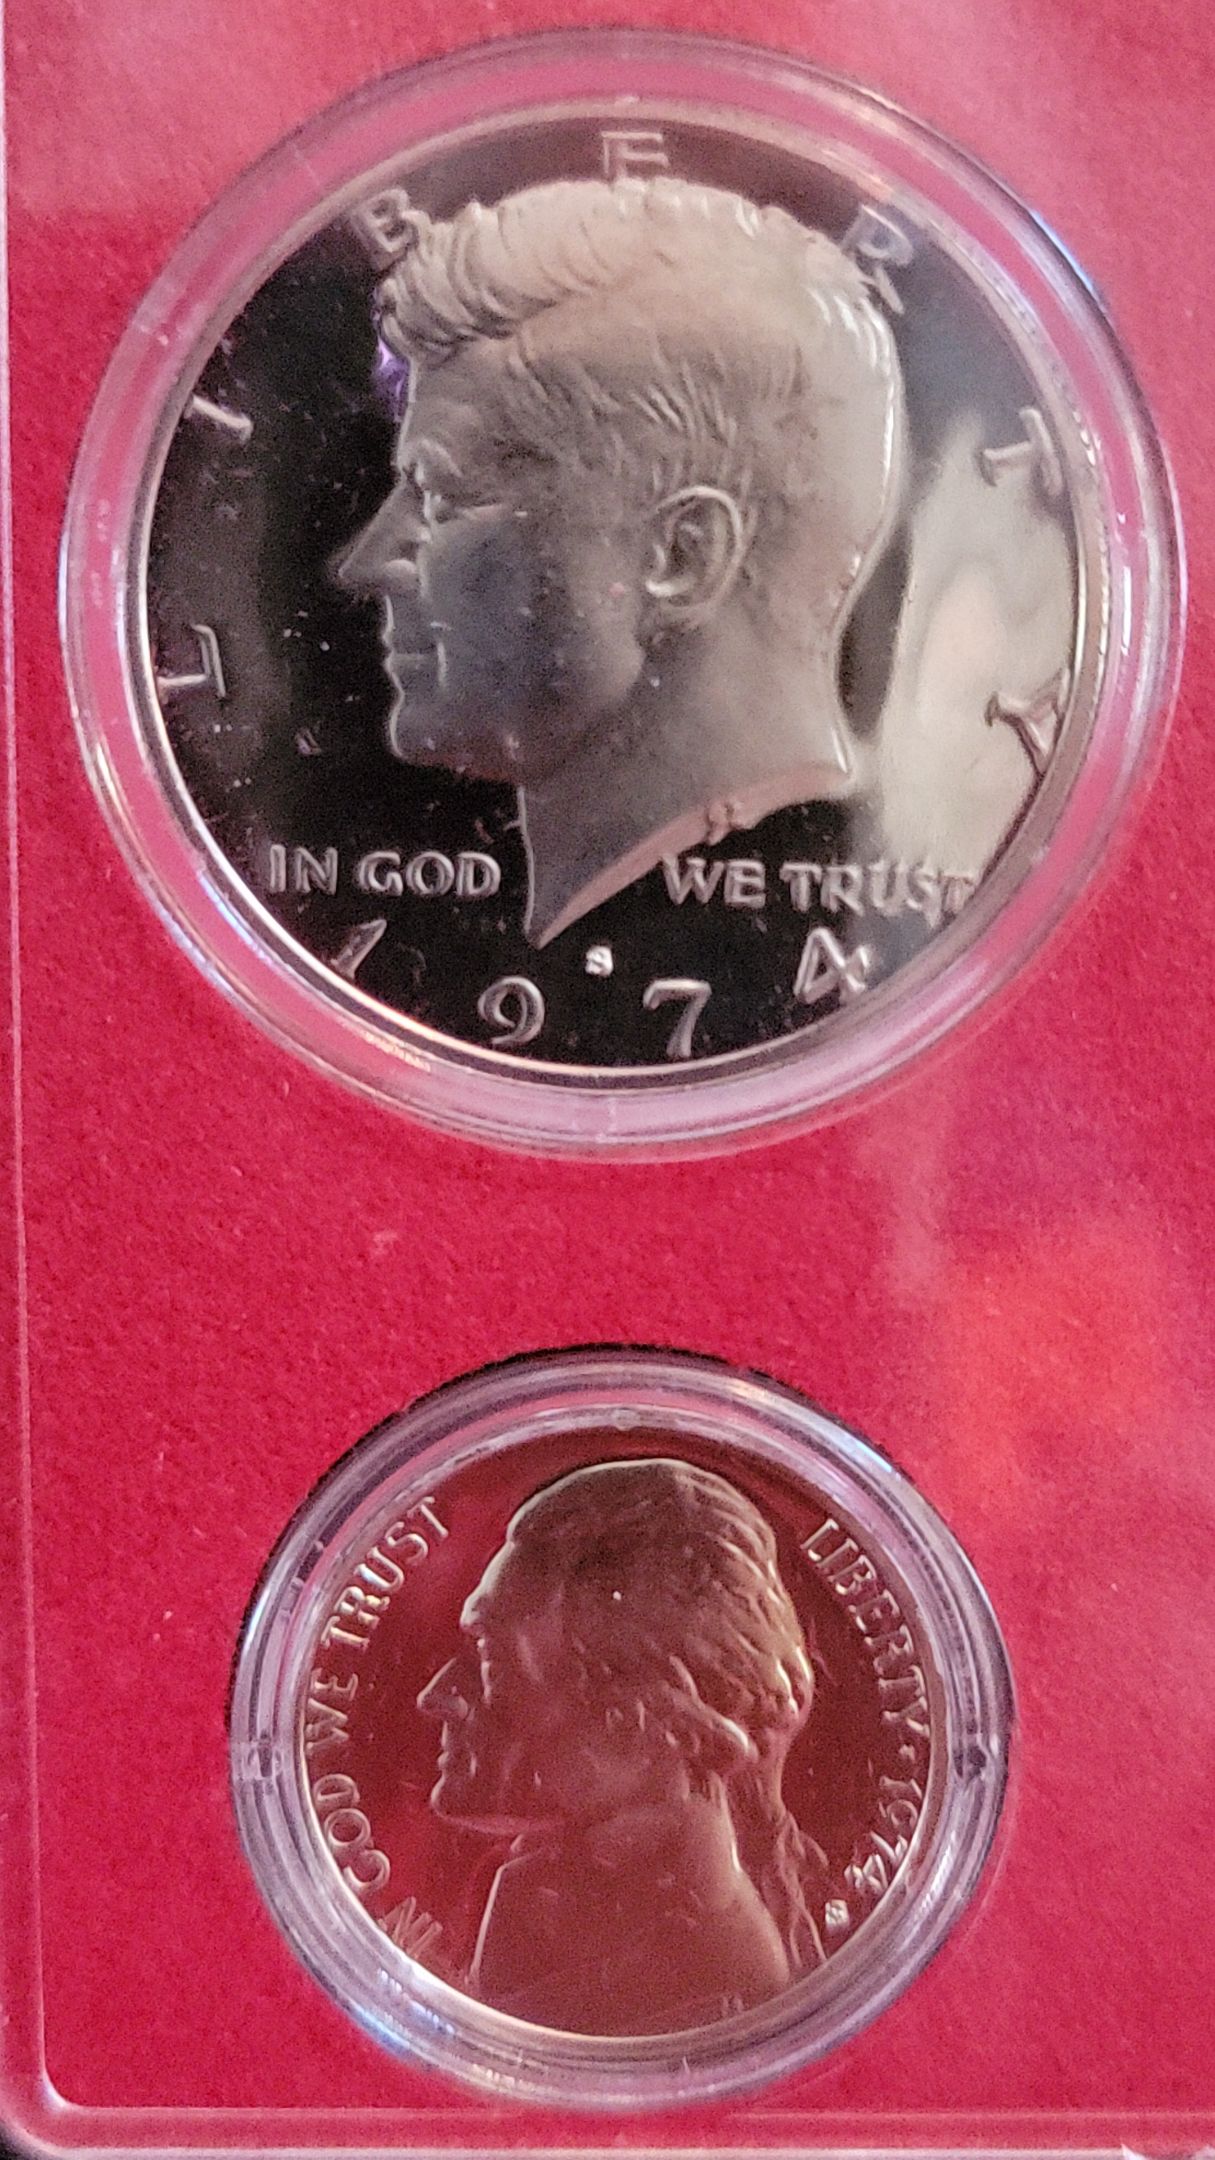 LIBERTY
IN GOD WE TRUST
S
1974
IN GOD WE TRUST
LIBERTY • 1974
S